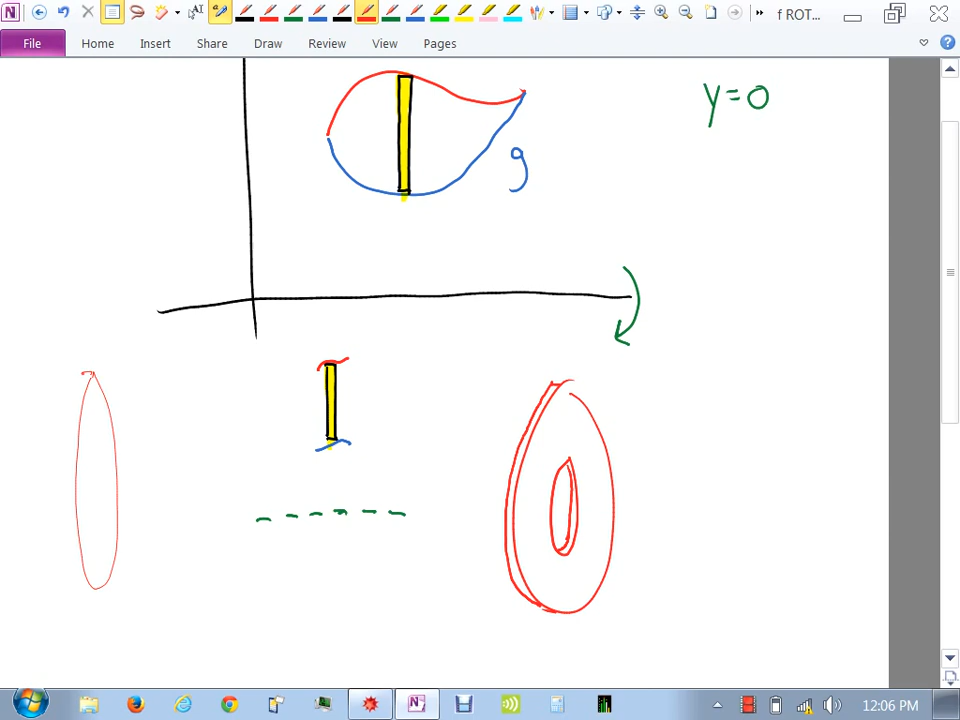 f ROT...
File
Home
Insert
Share
Draw
Review
View
Pages
y=0
g
12:06 PM